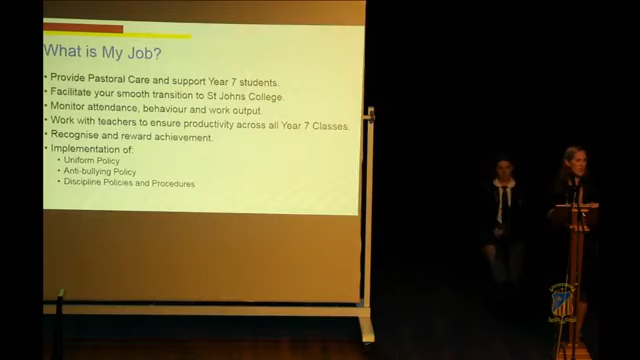 What is My Job?
• Provide Pastoral Care and support Year 7 students.
• Facilitate your smooth transition to St Johns College.
• Monitor attendance, behaviour and work output.
• Work with teachers to ensure productivity across all Year 7 Classes.
• Recognise and reward achievement.
• Implementation of:
• Uniform Policy
• Anti-bullying Policy
• Discipline Policies and Procedures